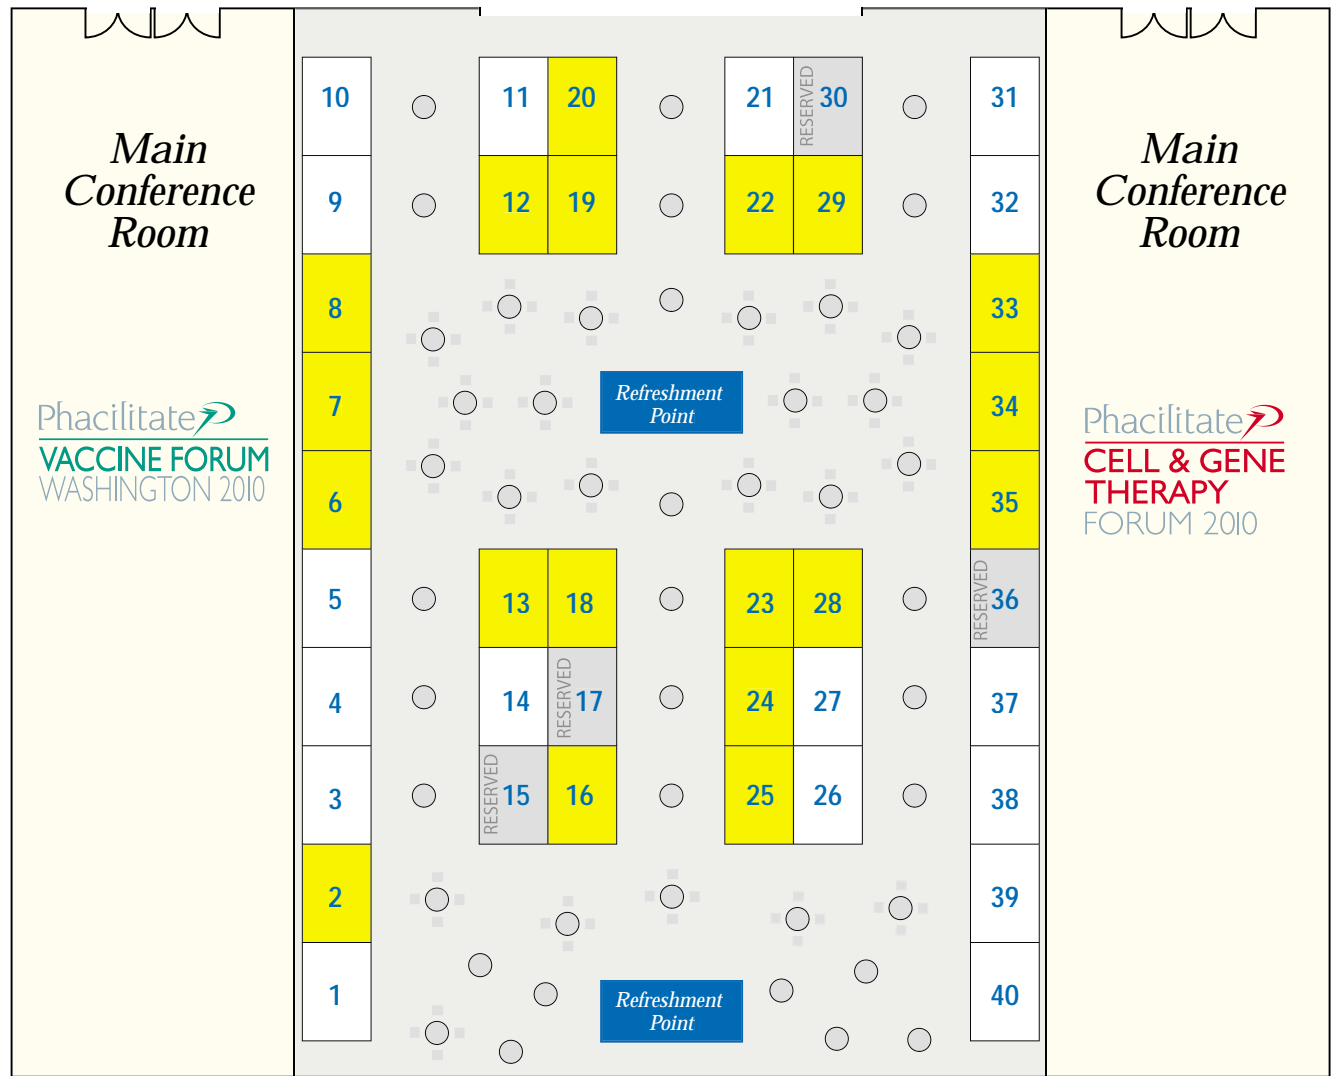 Main
Conference
Room
Phacilitate
VACCINE FORUM
WASHINGTON 2010
10
9
8
7
6
5
4
3
2
1
11
20
12
19
13
18
14
RESERVED
17
RESERVED
15
16
Refreshment
Point
Refreshment
Point
21
RESERVED
30
22
29
23
28
24
27
25
26
31
32
33
34
35
RESERVED
36
37
38
39
40
Main
Conference
Room
Phacilitate
CELL & GENE
THERAPY
FORUM 2010